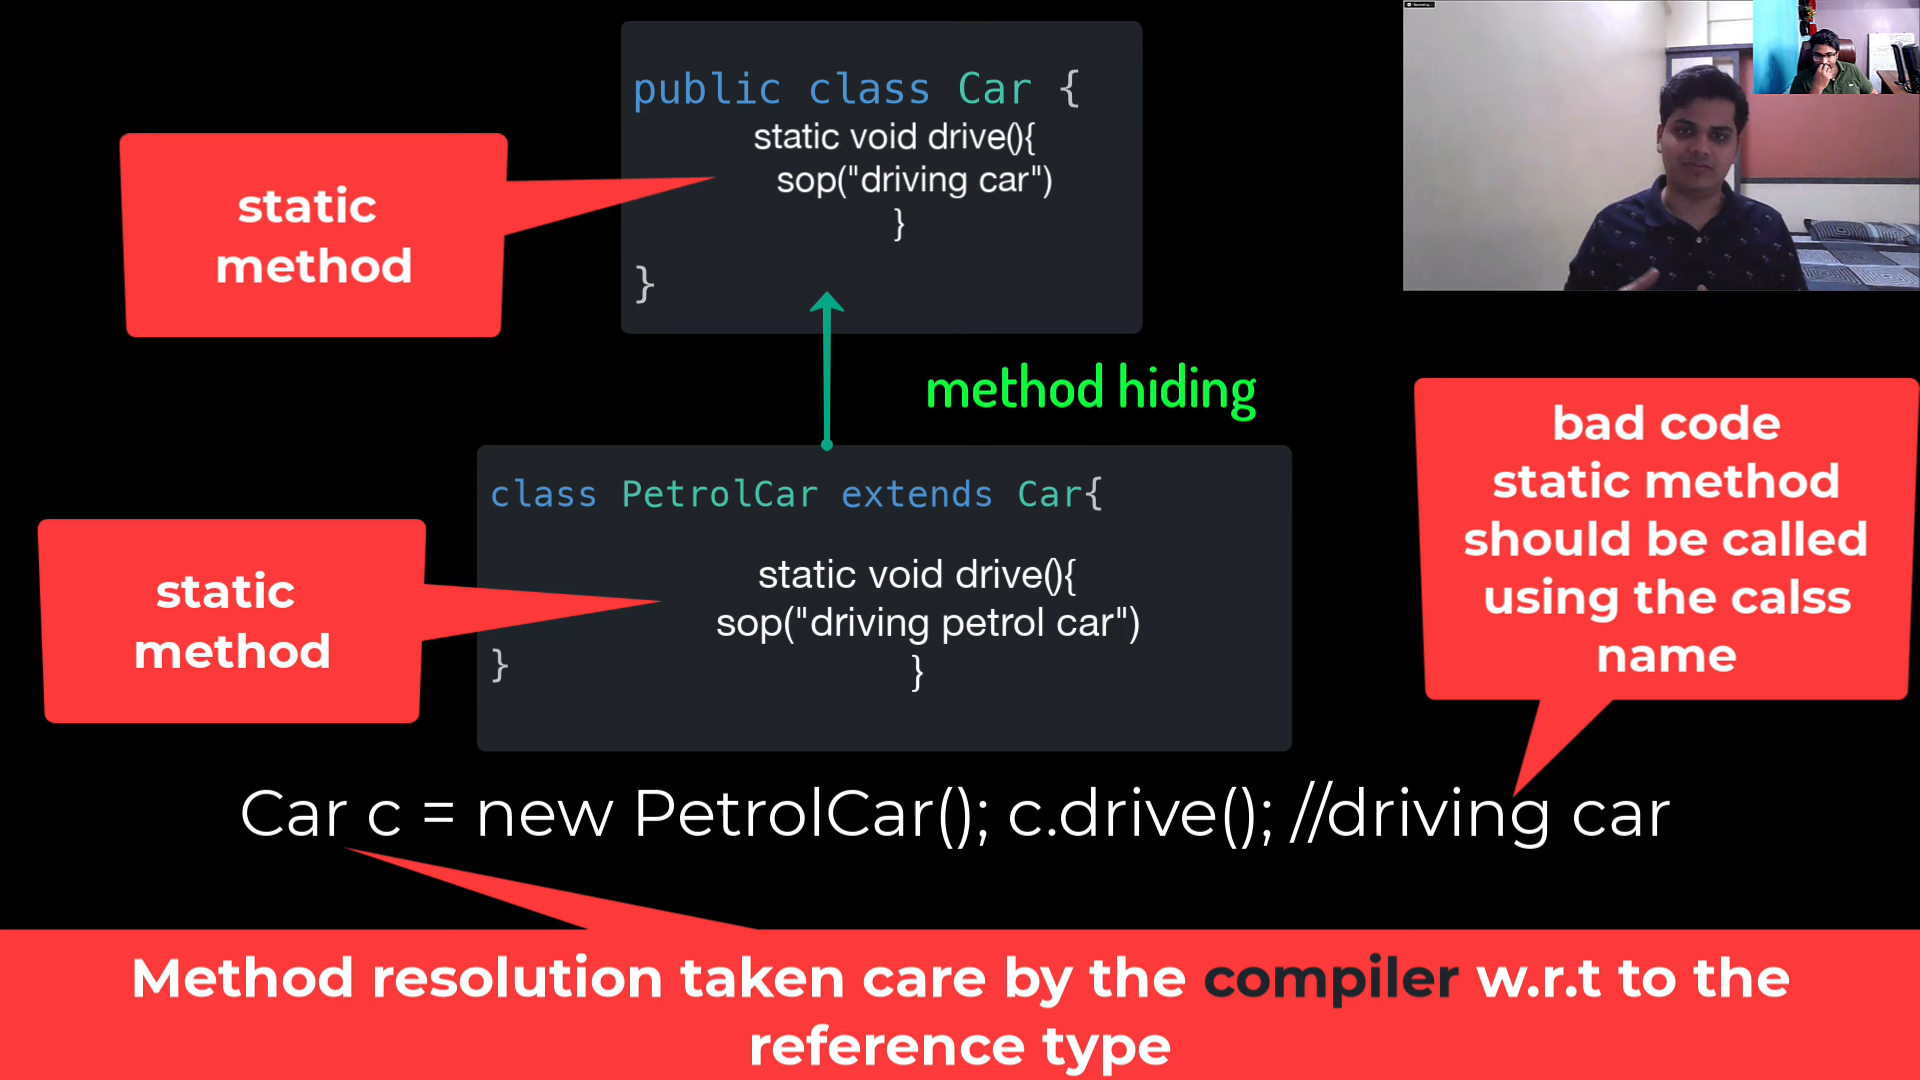 public class Car {
static void drive(){
sop("driving car")
}
}
static
method
method hiding
class PetrolCar extends Car{
static void drive(){
sop("driving petrol car")
}
}
static
method
bad code
static method
should be called
using the calss
name
Car c = new PetrolCar(); c.drive(); //driving car
Method resolution taken care by the compiler w.r.t to the
reference type